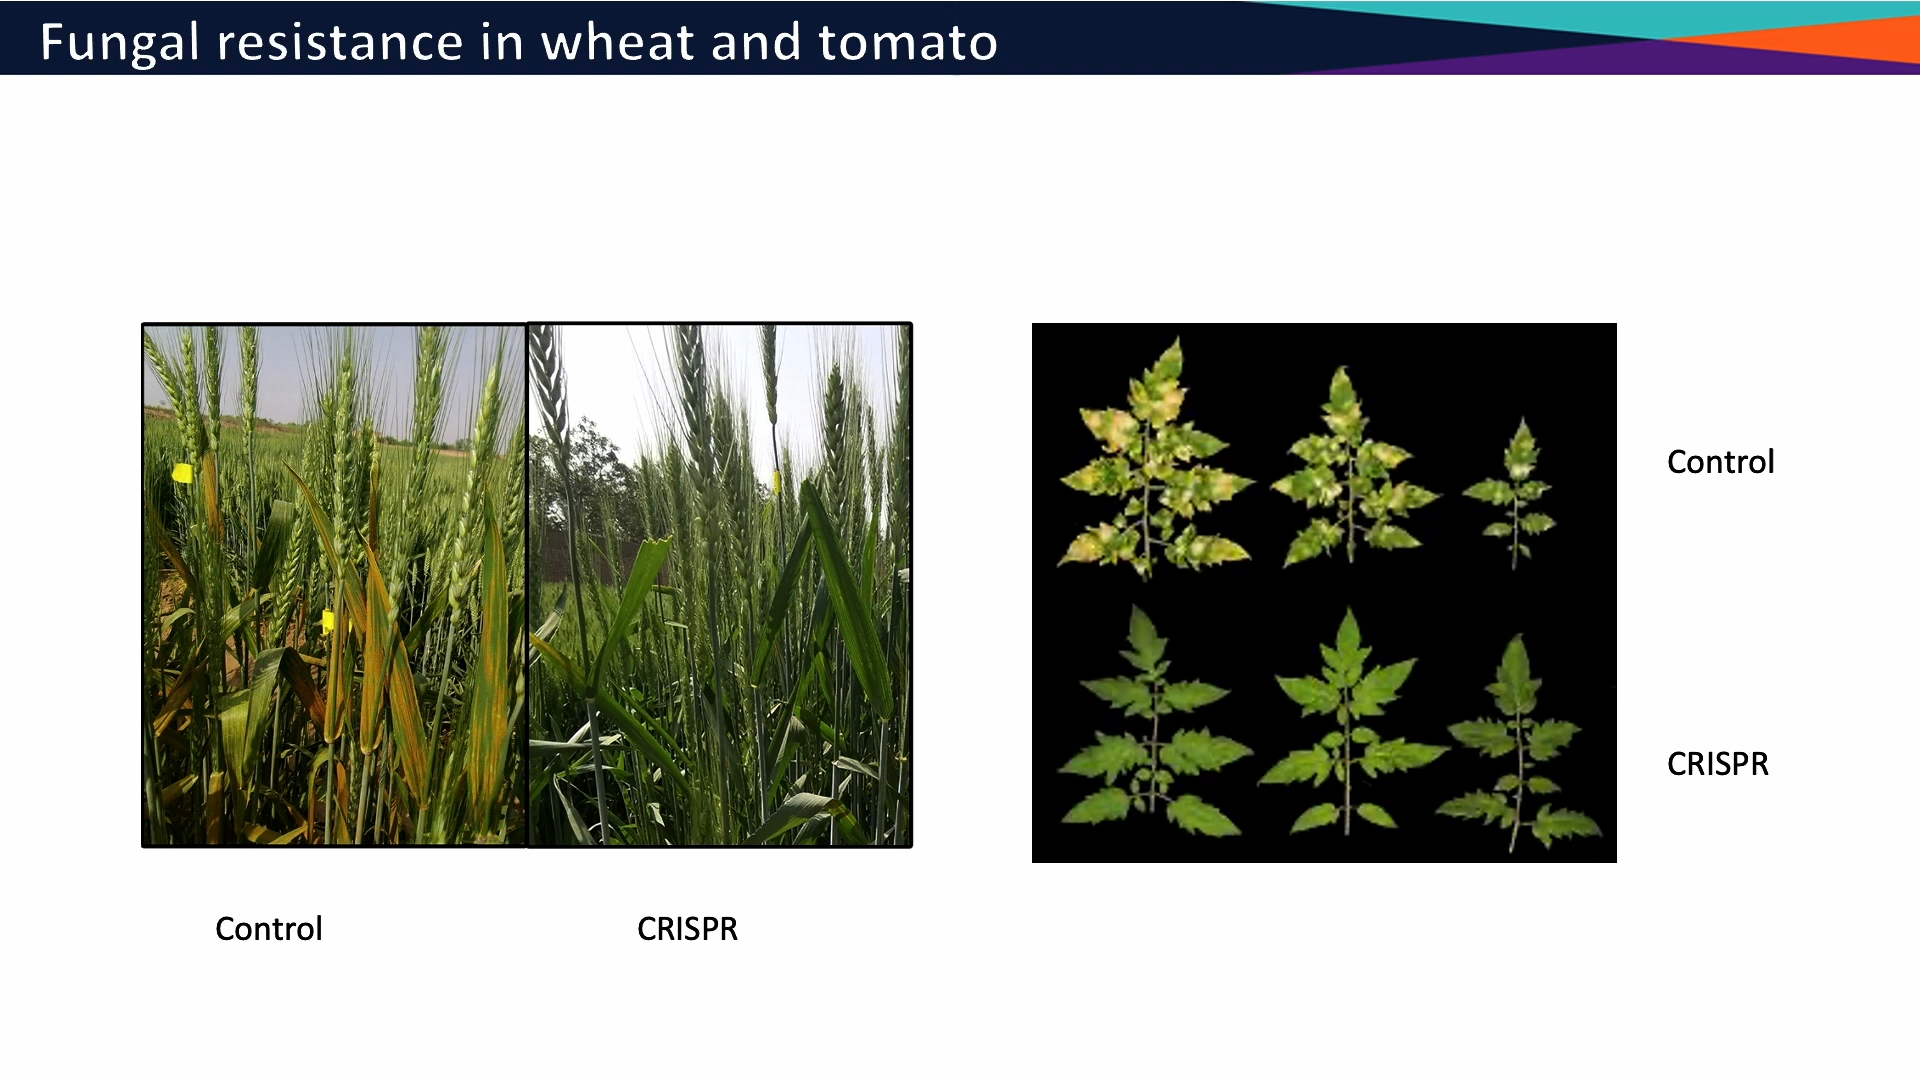 Fungal resistance in wheat and tomato
Control
CRISPR
Control
CRISPR